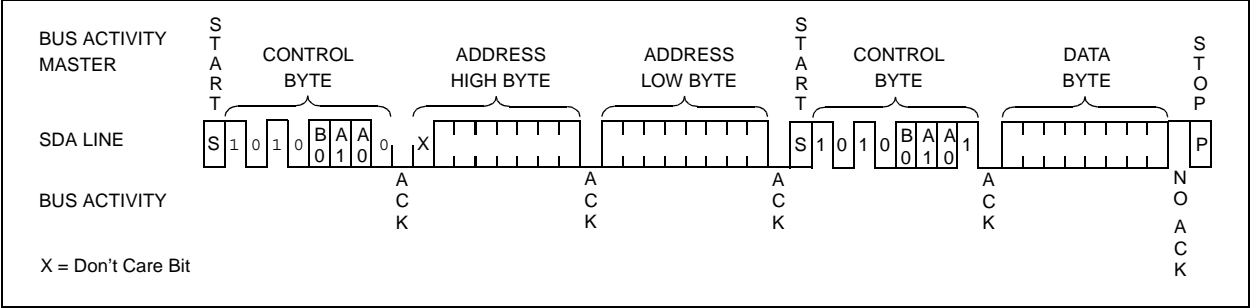 BUS ACTIVITY
MASTER
START
CONTROL
BYTE
ADDRESS
HIGH BYTE
ADDRESS
LOW BYTE
START
CONTROL
BYTE
DATA
BYTE
STOP
SDA LINE
S 1 0 1 0 B0 A1 A0 0 X S 1 0 1 0 B0 A1 A0 1 P
BUS ACTIVITY
ACK
ACK
ACK
ACK
NO ACK
X = Don't Care Bit